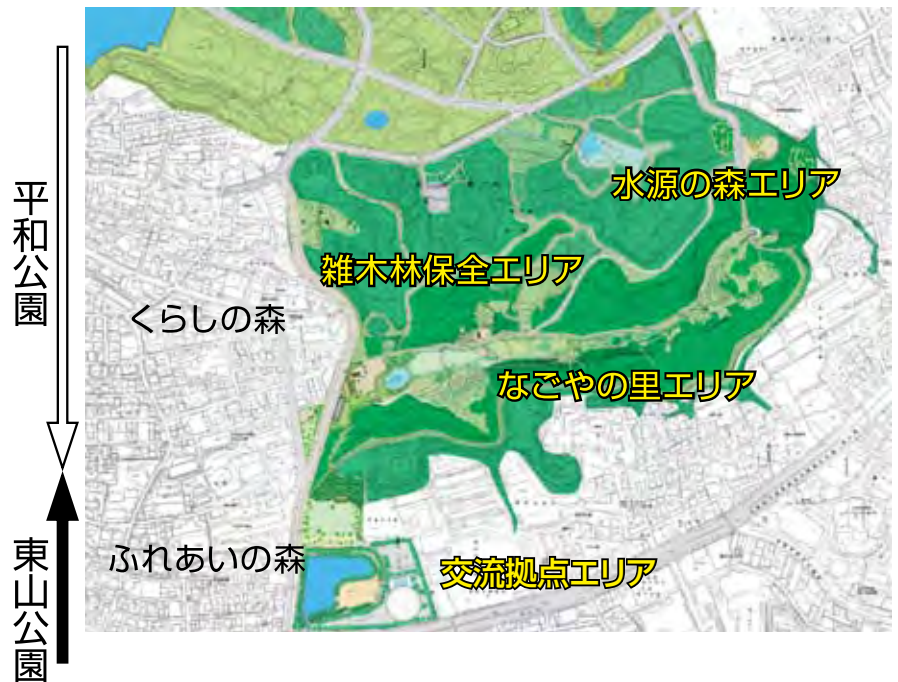 平和公園
水源の森エリア
雑木林保全エリア
くらしの森
なごやの里エリア
東山公園
ふれあいの森
交流拠点エリア